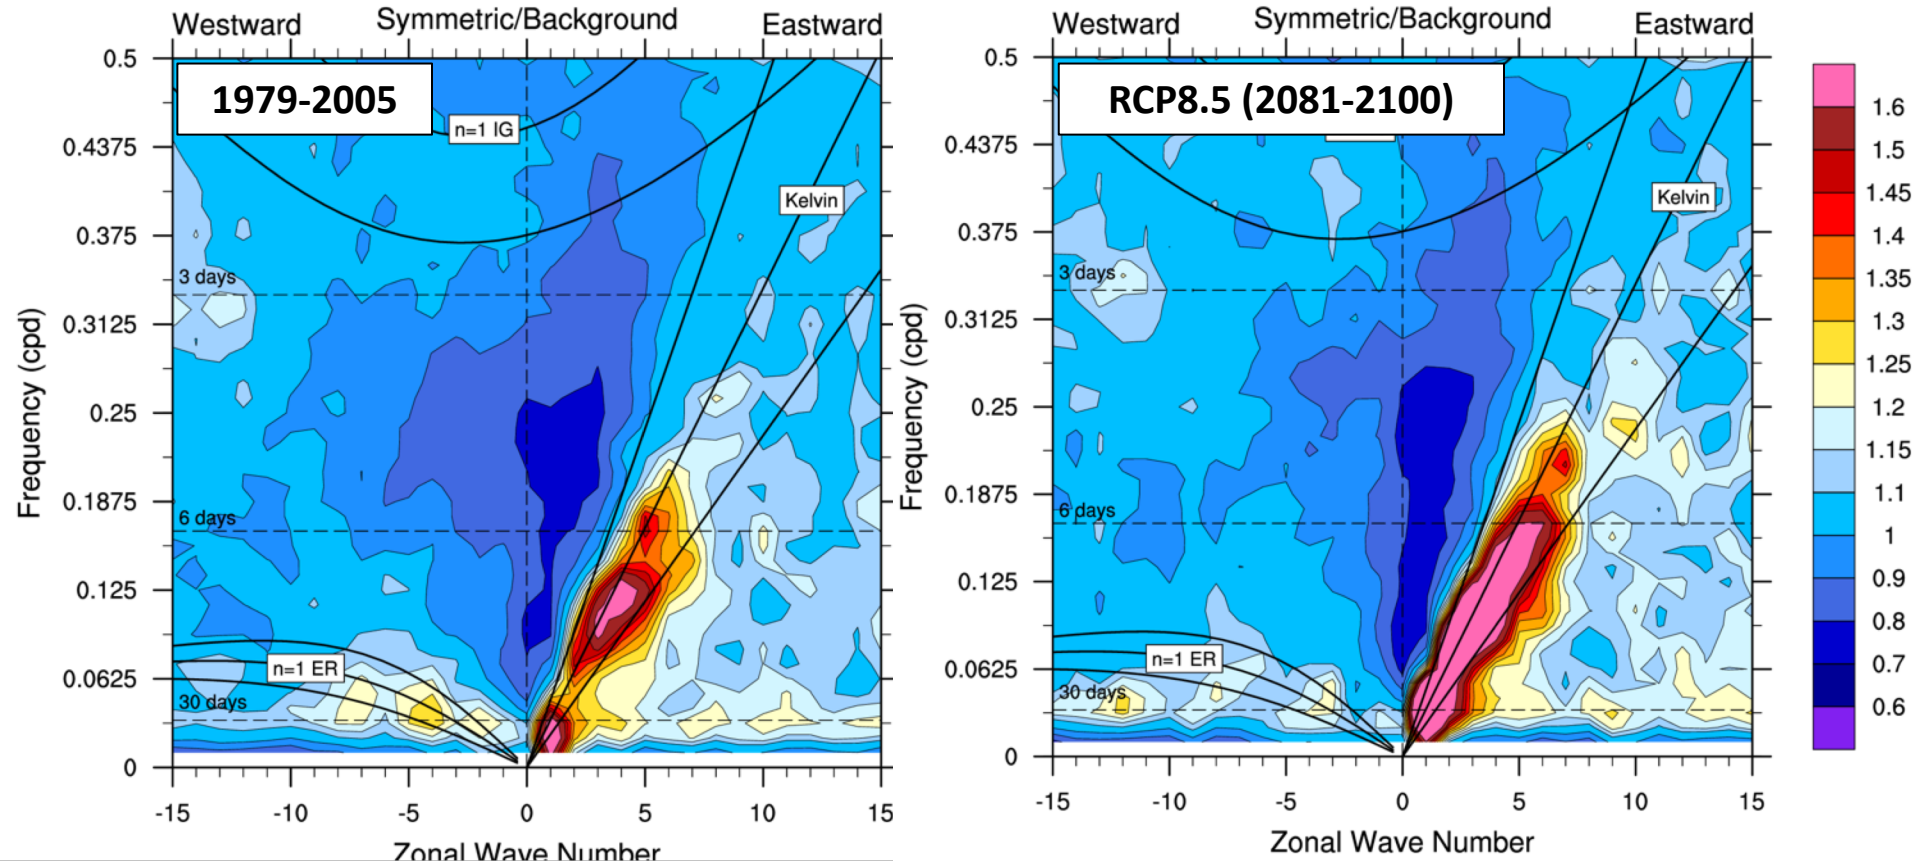 Westward Symmetric/Background Eastward
1979-2005
n=1 IG
Kelvin
3 days
6 days
n=1 ER
30 days
0.5
0.4375
0.375
0.3125
0.25
0.1875
0.125
0.0625
0
Frequency (cpd)
-15 -10 -5 0 5 10 15
Zonal Wave Number
Westward Symmetric/Background Eastward
RCP8.5 (2081-2100)
Kelvin
3 days
6 days
n=1 ER
30 days
0.5
0.4375
0.375
0.3125
0.25
0.1875
0.125
0.0625
0
Frequency (cpd)
-15 -10 -5 0 5 10 15
Zonal Wave Number
1.6
1.5
1.45
1.4
1.35
1.3
1.25
1.2
1.15
1.1
1
0.9
0.8
0.7
0.6